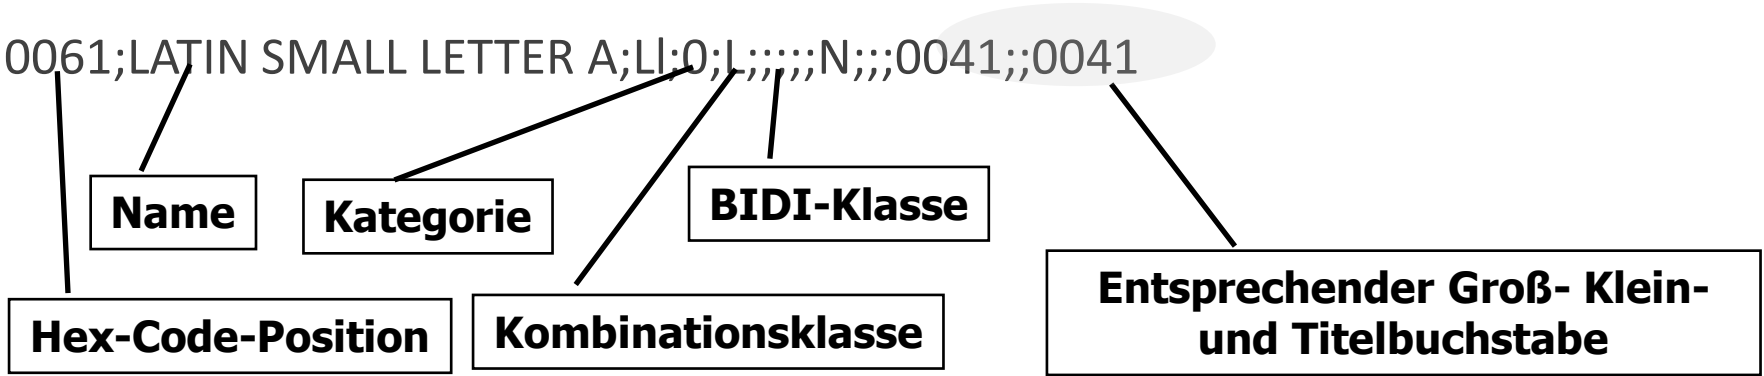 0061;LATIN SMALL LETTER A;Ll;0;L;;;;;N;;;0041;;0041
Name
Kategorie
BIDI-Klasse
Hex-Code-Position
Kombinationsklasse
Entsprechender Groß- Klein-
und Titelbuchstabe